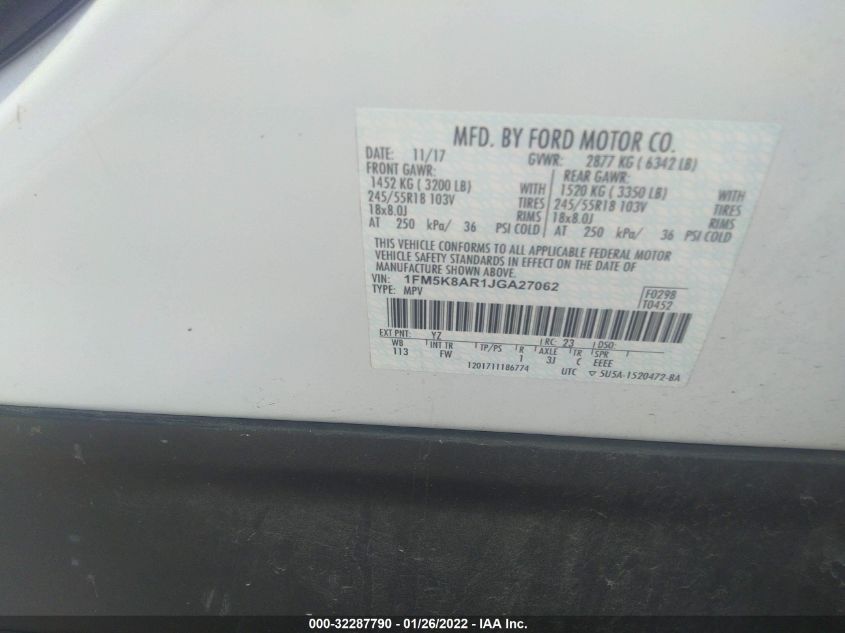 MFD. BY FORD MOTOR CO.
DATE: 11/17 GVWR: 2877 KG ( 6342 LB)
FRONT GAWR: REAR GAWR:
1452 KG ( 3200 LB) WITH 1520 KG ( 3350 LB) WITH
245/55R18 103V TIRES 245/55R18 103V TIRES
18x8.0J RIMS 18x8.0J RIMS
AT 250 kPa/ 36 PSI COLD AT 250 kPa/ 36 PSI COLD
THIS VEHICLE CONFORMS TO ALL APPLICABLE FEDERAL MOTOR
VEHICLE SAFETY STANDARDS IN EFFECT ON THE DATE OF
MANUFACTURE SHOWN ABOVE.
VIN: 1FM5K8AR1JGA27062 F0298
TYPE: MPV T0452
EXT PNT: YZ RC: 23 DSO:
WB INT TR TP/PS R AXLE TR SPR
113 FW 1 3J C EEEE
1201711186774 UTC ▽ 5U5A-1520472-BA
000-32287790 - 01/26/2022 - IAA Inc.